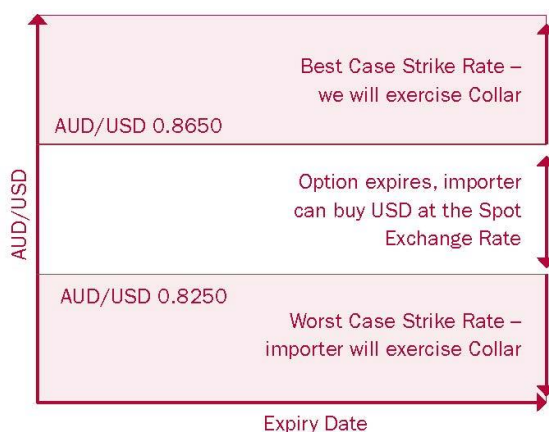 Best Case Strike Rate –
we will exercise Collar
AUD/USD 0.8650
AUD/USD
Option expires, importer
can buy USD at the Spot
Exchange Rate
AUD/USD 0.8250
Worst Case Strike Rate –
importer will exercise Collar
Expiry Date